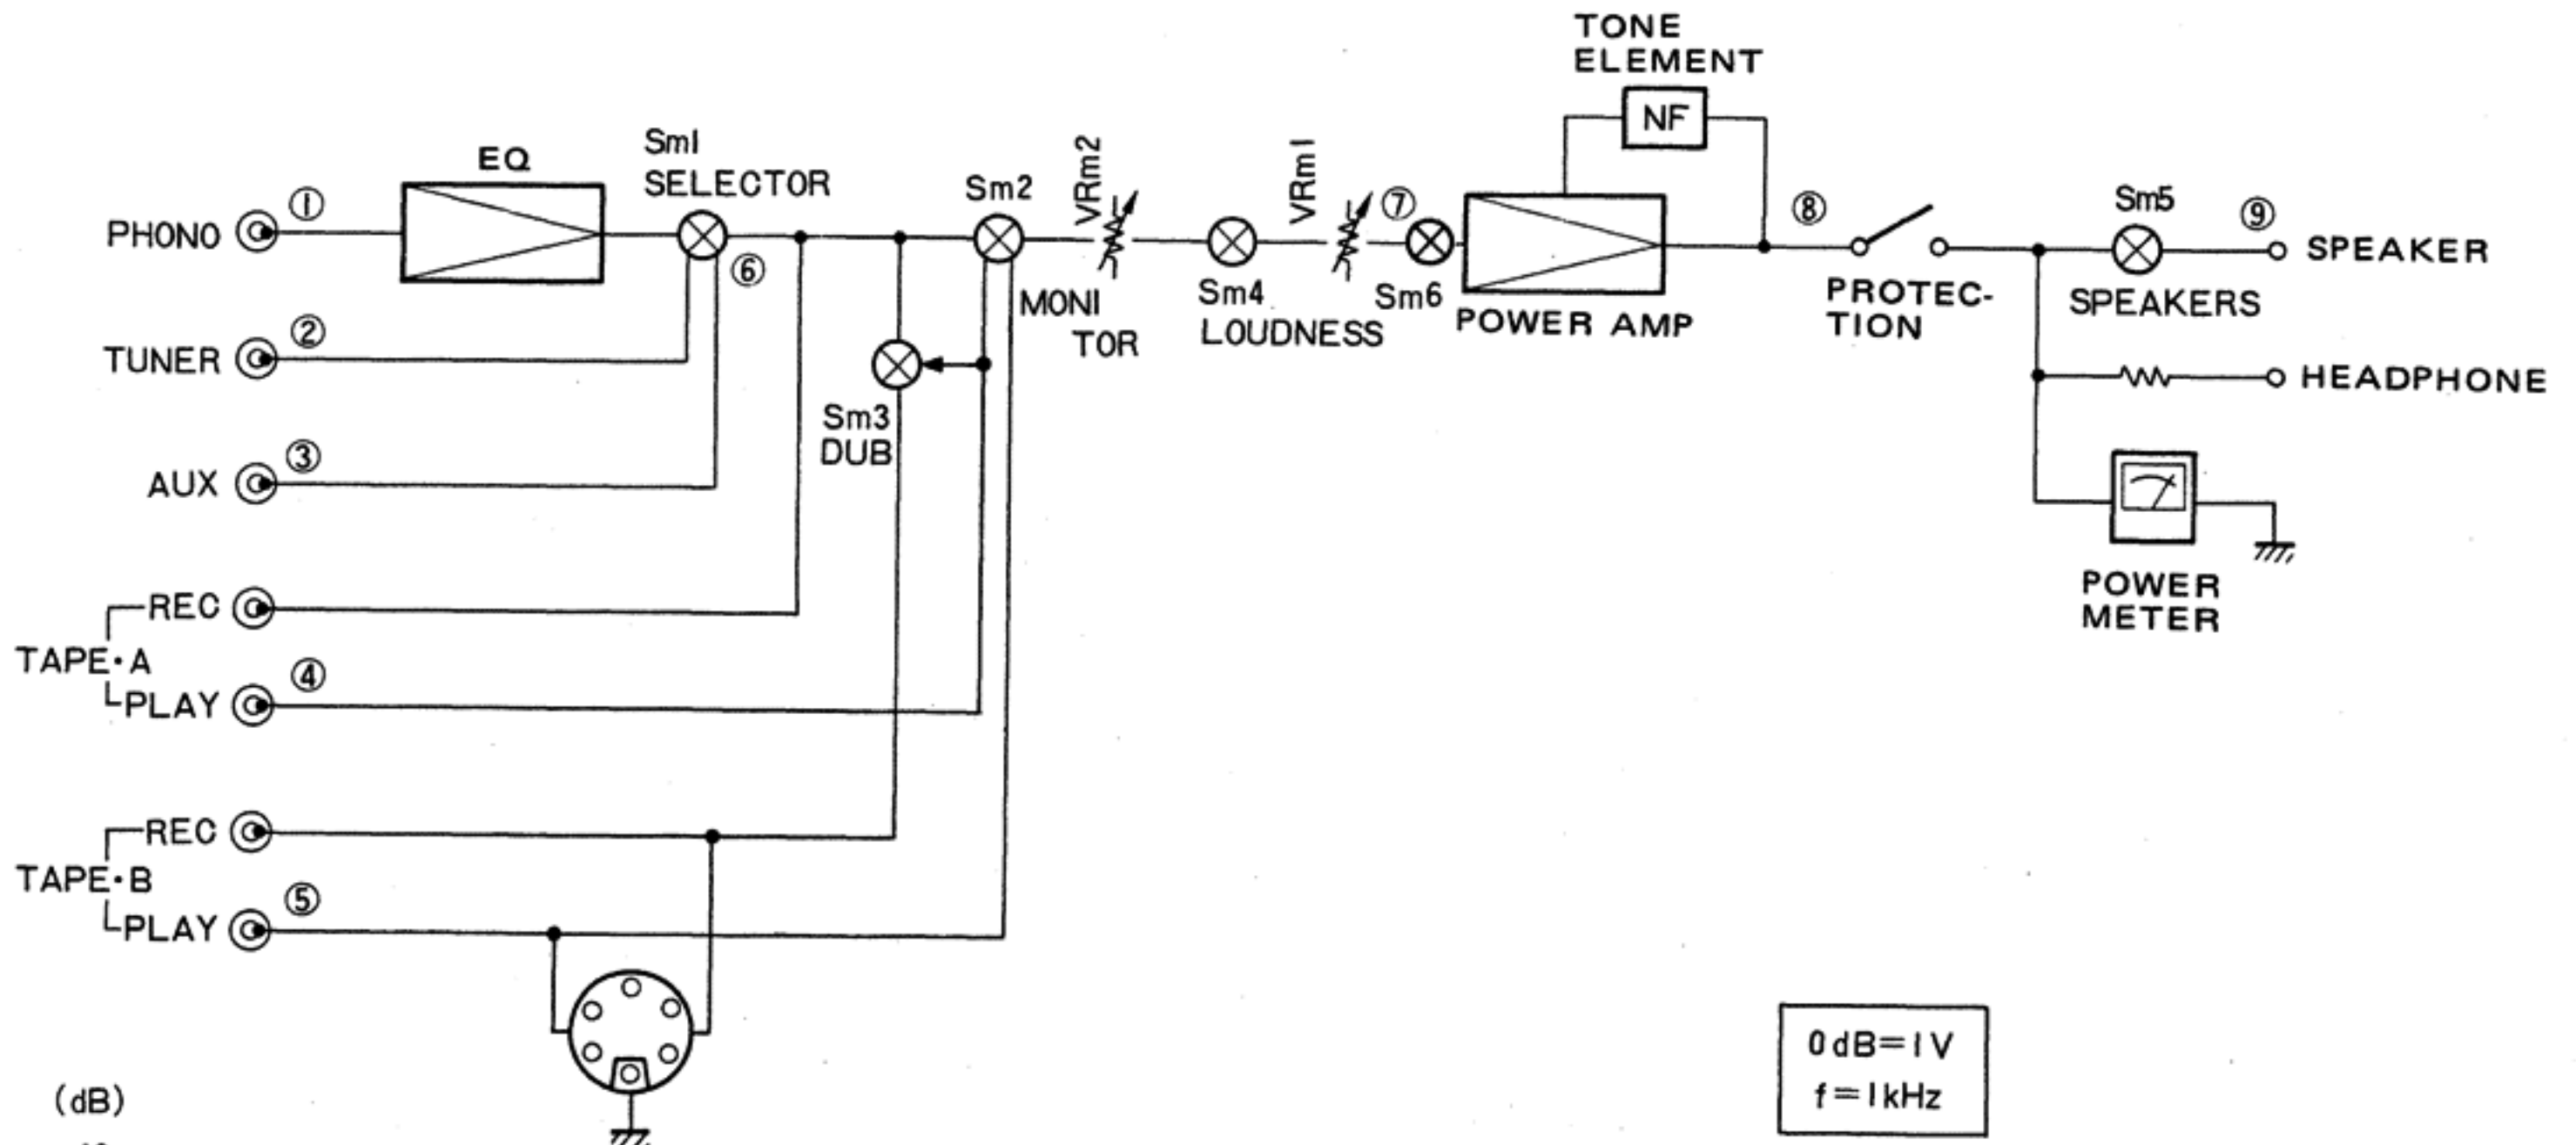 TONE
ELEMENT
NF
EQ
Sm1
SELECTOR
Sm2
VRm2
VRm1
⑦
⑧
Sm5
⑨
PHONO
①
⑥
SPEAKER
MONI
TOR
Sm4
LOUDNESS
Sm6
POWER AMP
PROTEC-
TION
SPEAKERS
TUNER
②
HEADPHONE
Sm3
DUB
AUX
③
POWER
METER
REC
TAPE·A
PLAY
④
REC
TAPE·B
PLAY
⑤
0dB=1V
f=1kHz
(dB)